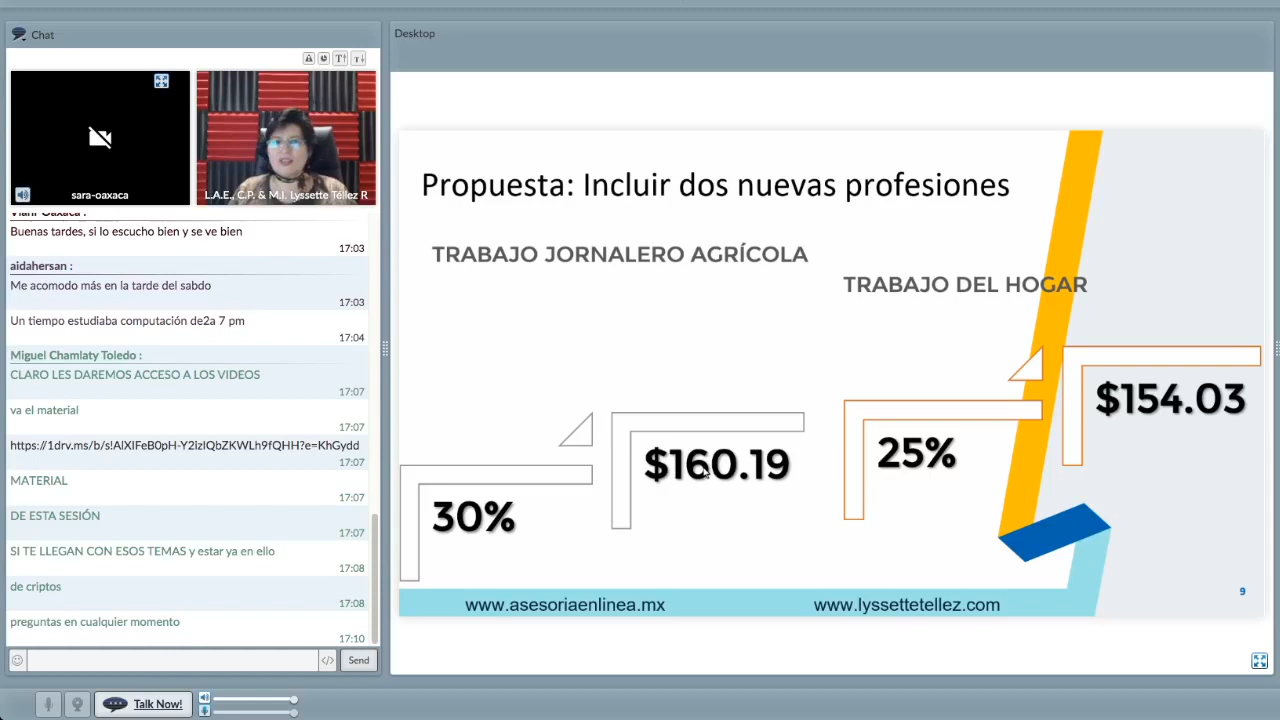 Chat
sara-oaxaca
L.A.E., C.P. & M.I. Lyssette Téllez R
Buenas tardes, si lo escucho bien y se ve bien
17:03
aidahersan :
Me acomodo más en la tarde del sabdo
17:03
Un tiempo estudiaba computación de2a 7 pm
17:04
Miguel Chamlaty Toledo :
CLARO LES DAREMOS ACCESO A LOS VIDEOS
17:07
va el material
17:07
https://1drv.ms/b/s!AlXIFeB0pH-Y2izIQbZKWLh9fQHH?e=KhGydd
17:07
MATERIAL
17:07
DE ESTA SESIÓN
17:07
SI TE LLEGAN CON ESOS TEMAS y estar ya en ello
17:08
de criptos
17:08
preguntas en cualquier momento
17:10
Send
Talk Now!
Desktop
Propuesta: Incluir dos nuevas profesiones
TRABAJO JORNALERO AGRÍCOLA
TRABAJO DEL HOGAR
30%
$160.19
25%
$154.03
www.asesoriaenlinea.mx
www.lyssettetellez.com
9